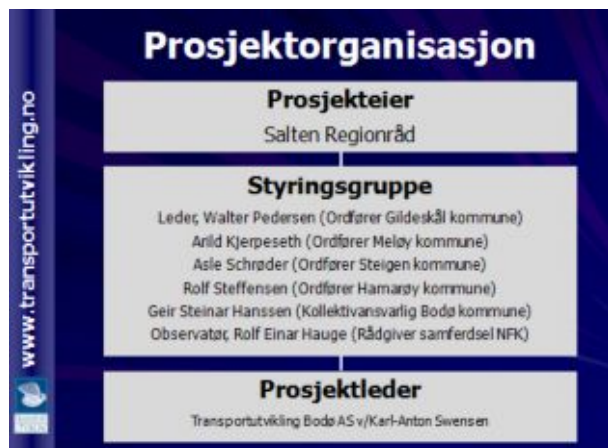 Prosjektorganisasjon
Prosjekteier
Salten Regionråd
Styringsgruppe
Leder, Walter Pedersen (Ordfører Gildeskål kommune)
Arild Kjerpeseth (Ordfører Meløy kommune)
Asle Schrøder (Ordfører Steigen kommune)
Rolf Steffensen (Ordfører Hamarøy kommune)
Geir Steinar Hanssen (Kollektivansvarlig Bodø kommune)
Observatør, Rolf Einar Hauge (Rådgiver samferdsel NFK)
Prosjektleder
Transportutvikling Bodø AS v/Karl-Anton Swensen
www.transportutvikling.no